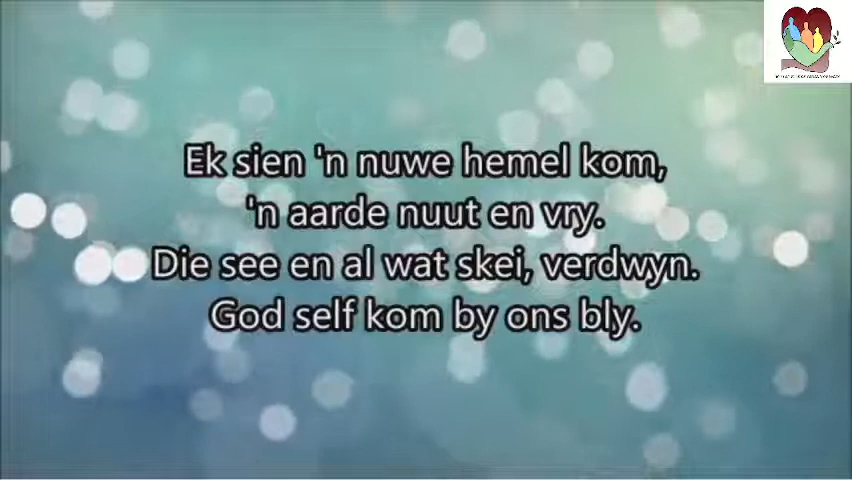 Ek sien 'n nuwe hemel kom,
'n aarde nuut en vry.
Die see en al wat skei, verdwyn.
God self kom by ons bly.